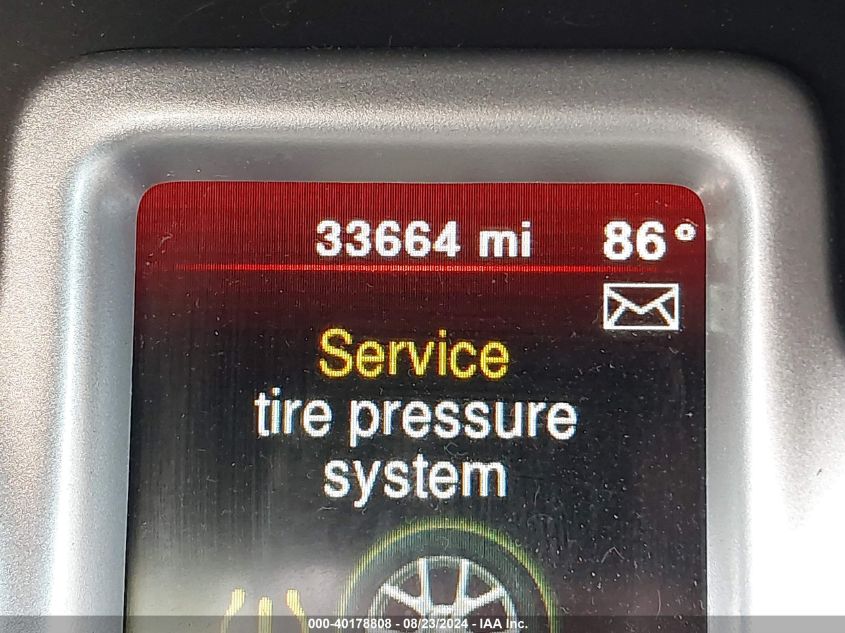 33664 mi 86°
Service
tire pressure
system
000-40178808 - 08/23/2024 - IAA Inc.